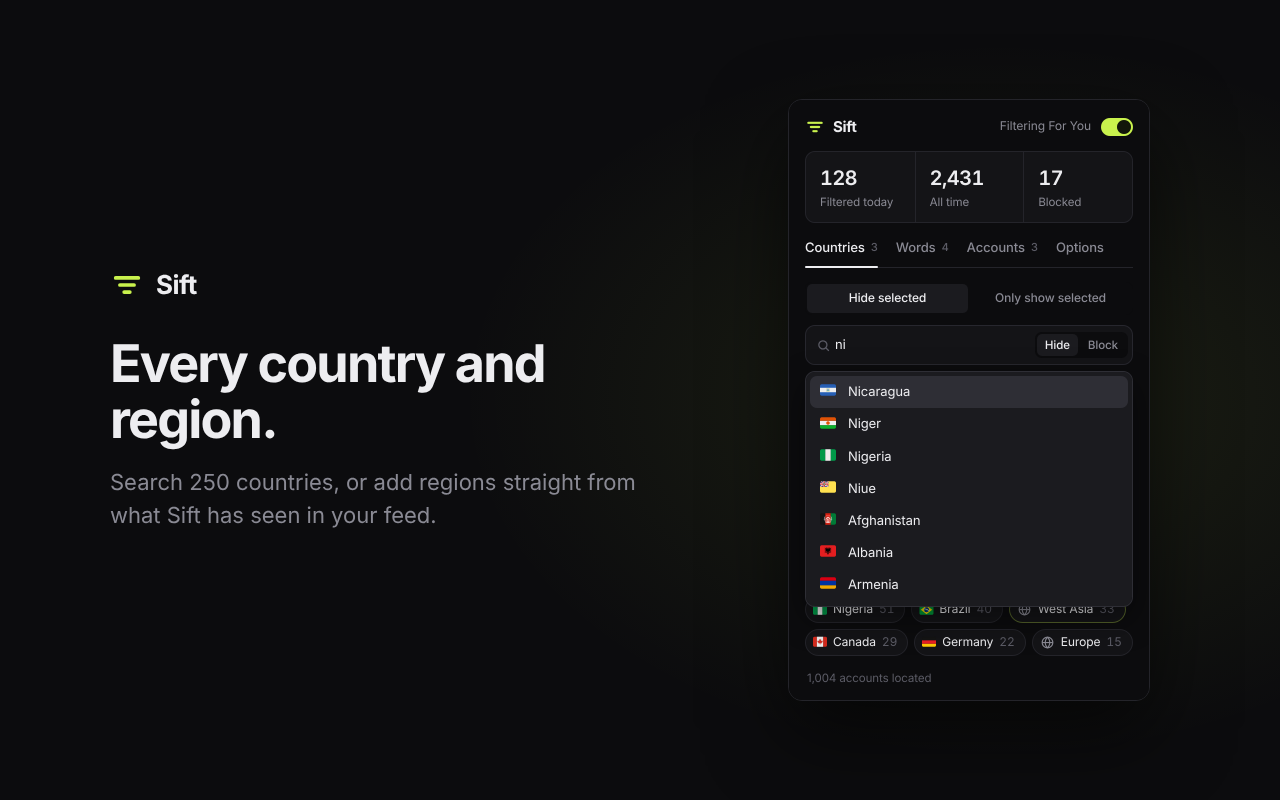 Sift
Every country and
region.
Search 250 countries, or add regions straight from
what Sift has seen in your feed.
Sift
Filtering For You
128
Filtered today
2,431
All time
17
Blocked
Countries 3
Words 4
Accounts 3
Options
Hide selected
Only show selected
ni
Hide
Block
Nicaragua
Niger
Nigeria
Niue
Afghanistan
Albania
Armenia
Nigeria 51
Brazil 40
West Asia 33
Canada 29
Germany 22
Europe 15
1,004 accounts located